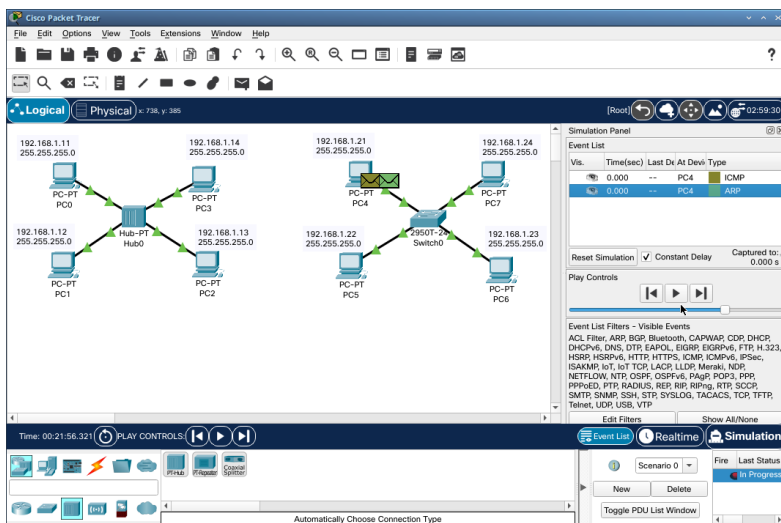 Cisco Packet Tracer
File Edit Options View Tools Extensions Window Help
?
Logical Physical x: 738, y: 385 [Root] 02:59:30
192.168.1.11
255.255.255.0
PC-PT
PC0
192.168.1.14
255.255.255.0
PC-PT
PC3
Hub-PT
Hub0
192.168.1.12
255.255.255.0
PC-PT
PC1
192.168.1.13
255.255.255.0
PC-PT
PC2
192.168.1.21
255.255.255.0
PC-PT
PC4
192.168.1.24
255.255.255.0
PC-PT
PC7
2950T-24
Switch0
192.168.1.22
255.255.255.0
PC-PT
PC5
192.168.1.23
255.255.255.0
PC-PT
PC6
Simulation Panel
Event List
Vis. Time(sec) Last De At Devi Type
0.000 -- PC4 ICMP
0.000 -- PC4 ARP
Reset Simulation Constant Delay Captured to:
0.000 s
Play Controls
Event List Filters - Visible Events
ACL Filter, ARP, BGP, Bluetooth, CAPWAP, CDP, DHCP,
DHCPv6, DNS, DTP, EAPOL, EIGRP, EIGRPv6, FTP, H.323,
HSRP, HSRPv6, HTTP, HTTPS, ICMP, ICMPv6, IPSec,
ISAKMP, IoT, IoT TCP, LACP, LLDP, Meraki, NDP,
NETFLOW, NTP, OSPF, OSPFv6, PAgP, POP3, PPP,
PPPoED, PTP, RADIUS, REP, RIP, RIPng, RTP, SCCP,
SMTP, SNMP, SSH, STP, SYSLOG, TACACS, TCP, TFTP,
Telnet, UDP, USB, VTP
Edit Filters Show All/None
Time: 00:21:56.321 PLAY CONTROLS: Event List Realtime Simulation
PT-Hub PT-Repeater Coaxial
Splitter
Automatically Choose Connection Type
Scenario 0
New Delete
Toggle PDU List Window
Fire Last Status
In Progress